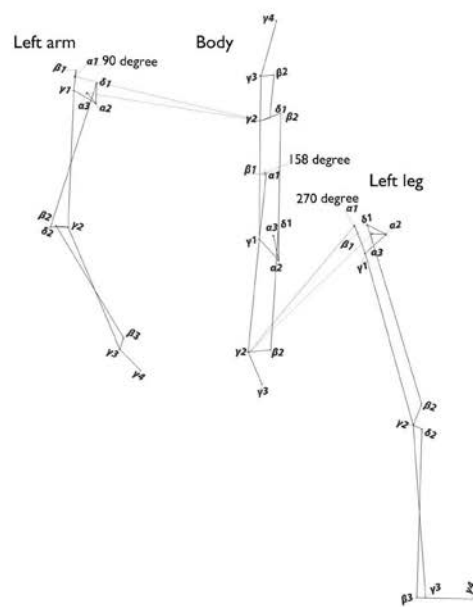 Left arm
Body
Left leg
α1 90 degree
β1
δ1
γ1
α3
α2
β2
δ2
γ2
β3
γ3
γ4
γ4
γ3
β2
γ2
δ1
β2
β1
158 degree
α1
α3
δ1
γ1
α2
γ2
β2
γ3
270 degree
α1
δ1
α2
β1
α3
γ1
β2
γ2
δ2
β3
γ3